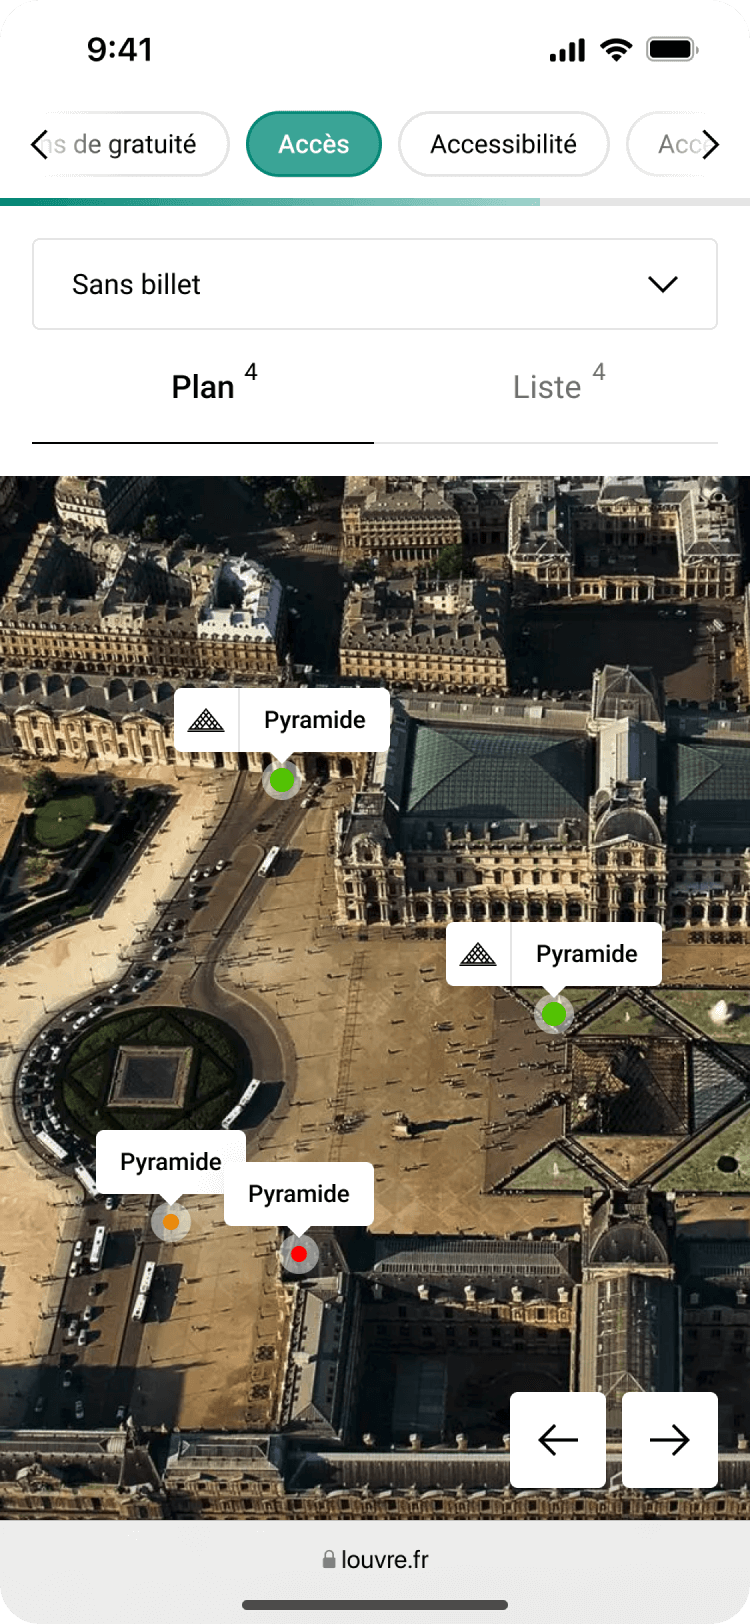 9:41
ns de gratuité
Accès
Accessibilité
Acc
Sans billet
Plan 4
Liste 4
Pyramide
Pyramide
Pyramide
Pyramide
louvre.fr